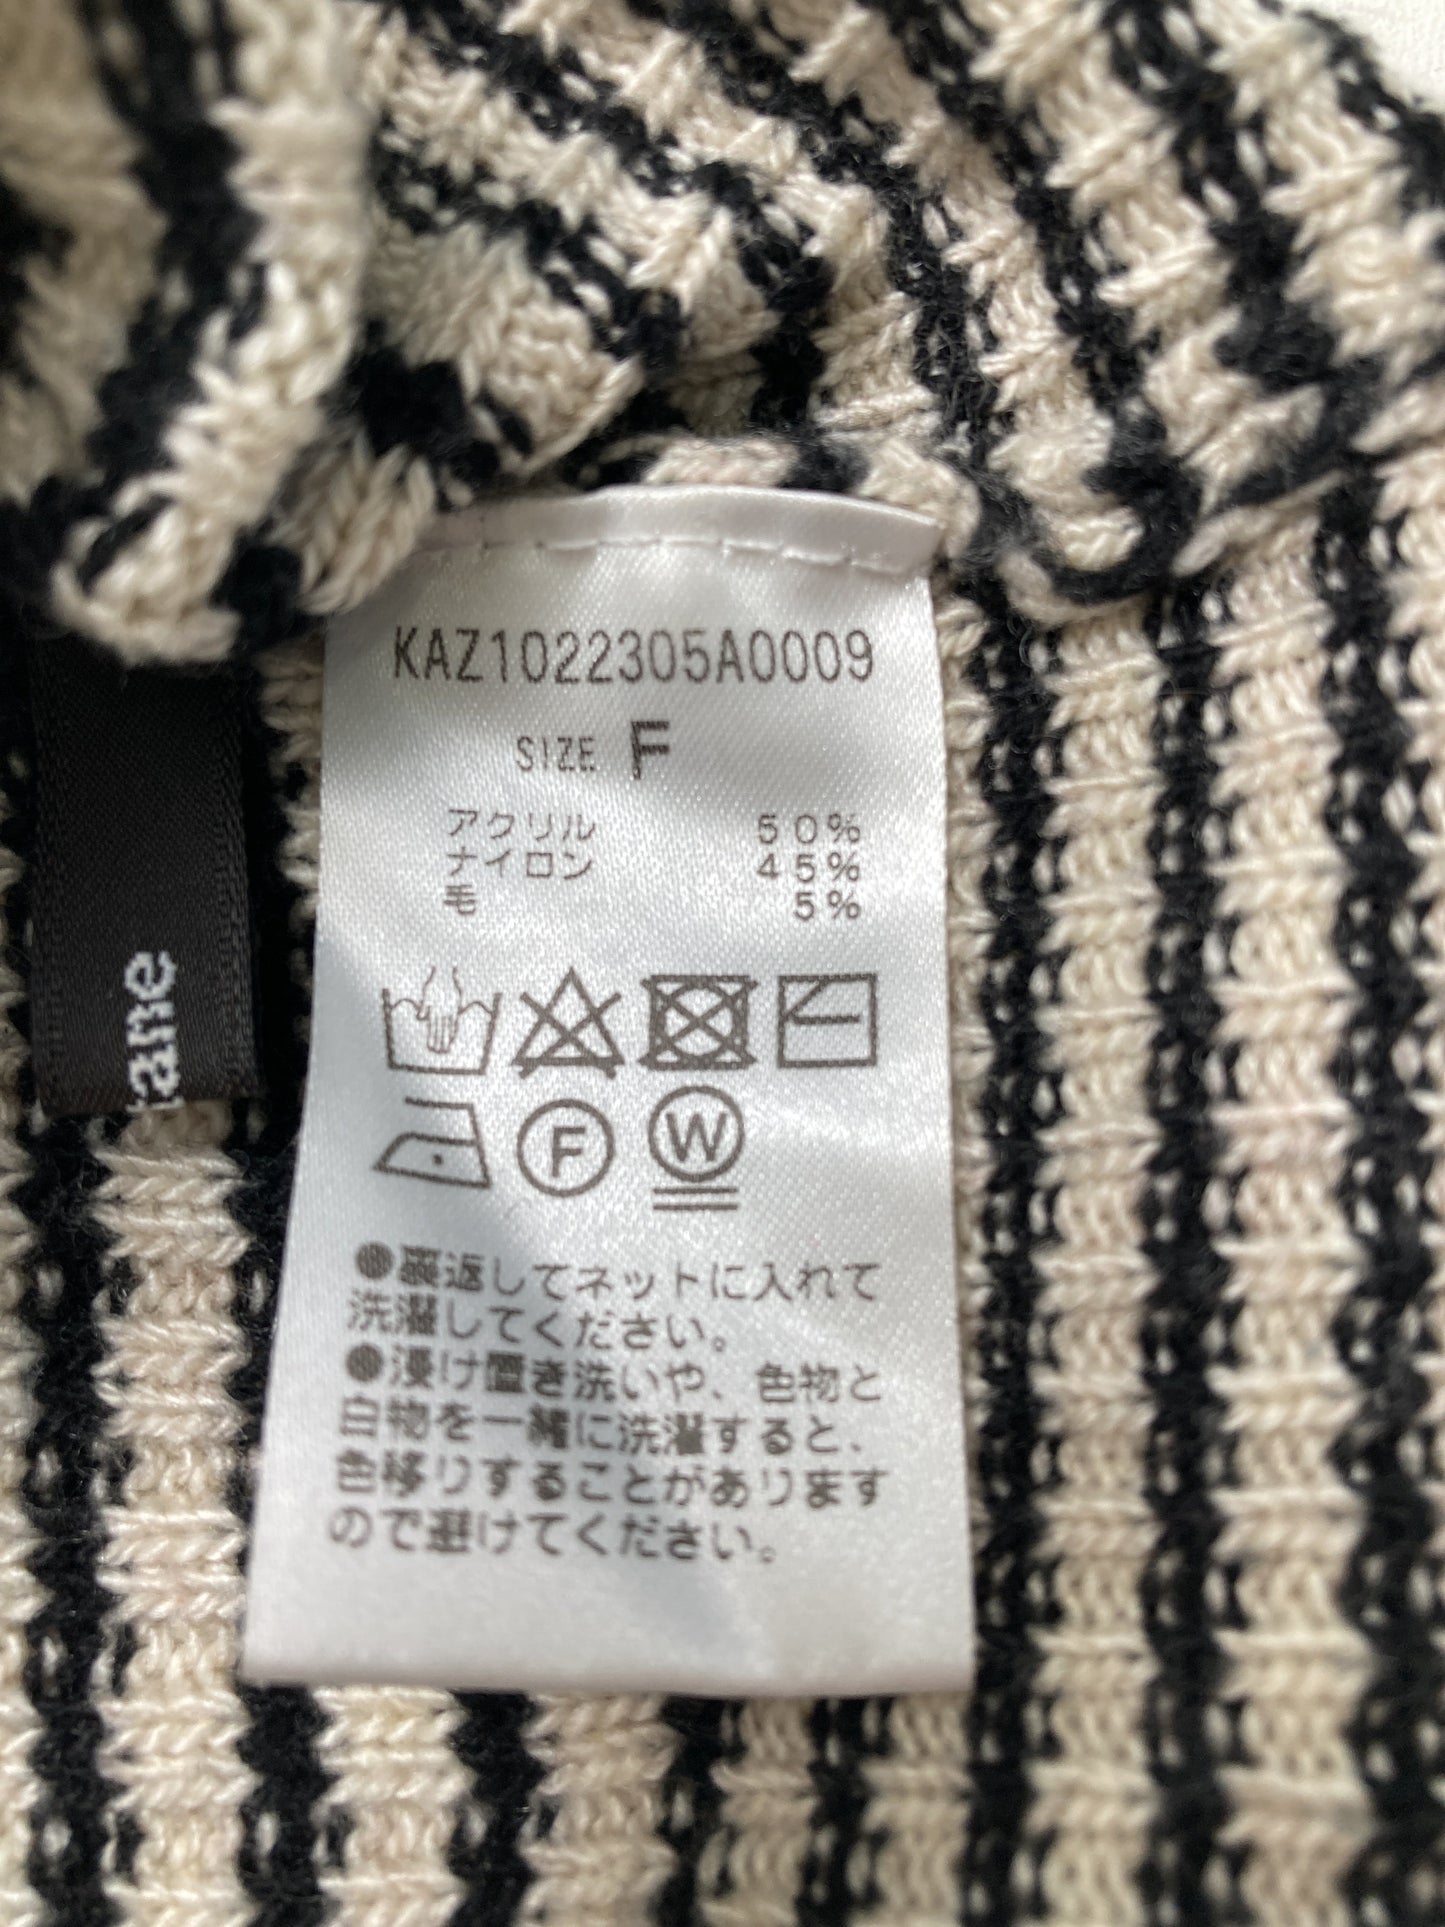 KAZ1022305A0009
SIZE F
アクリル 50%
ナイロン 45%
毛 5%
F
W
●裏返してネットに入れて
洗濯してください。
●浸け置き洗いや、色物と
白物を一緒に洗濯すると、
色移りすることがあります
ので避けてください。
tane